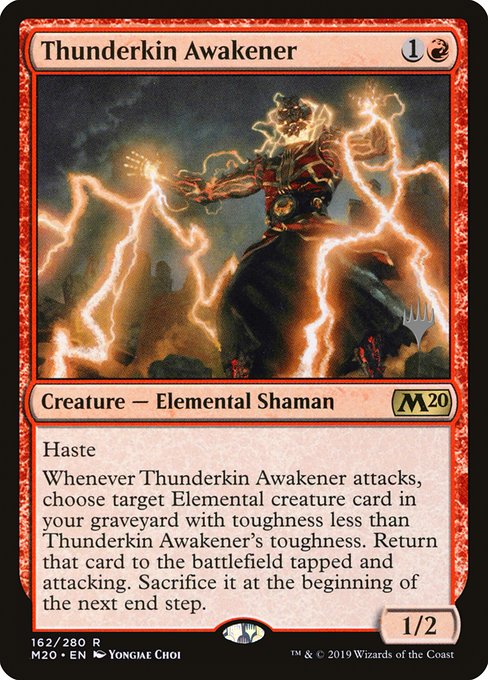 Thunderkin Awakener 1
Creature — Elemental Shaman M20
Haste
Whenever Thunderkin Awakener attacks,
choose target Elemental creature card in
your graveyard with toughness less than
Thunderkin Awakener's toughness. Return
that card to the battlefield tapped and
attacking. Sacrifice it at the beginning of
the next end step.
1/2
162/280 R
M20 • EN Yongjae Choi
™ & © 2019 Wizards of the Coast